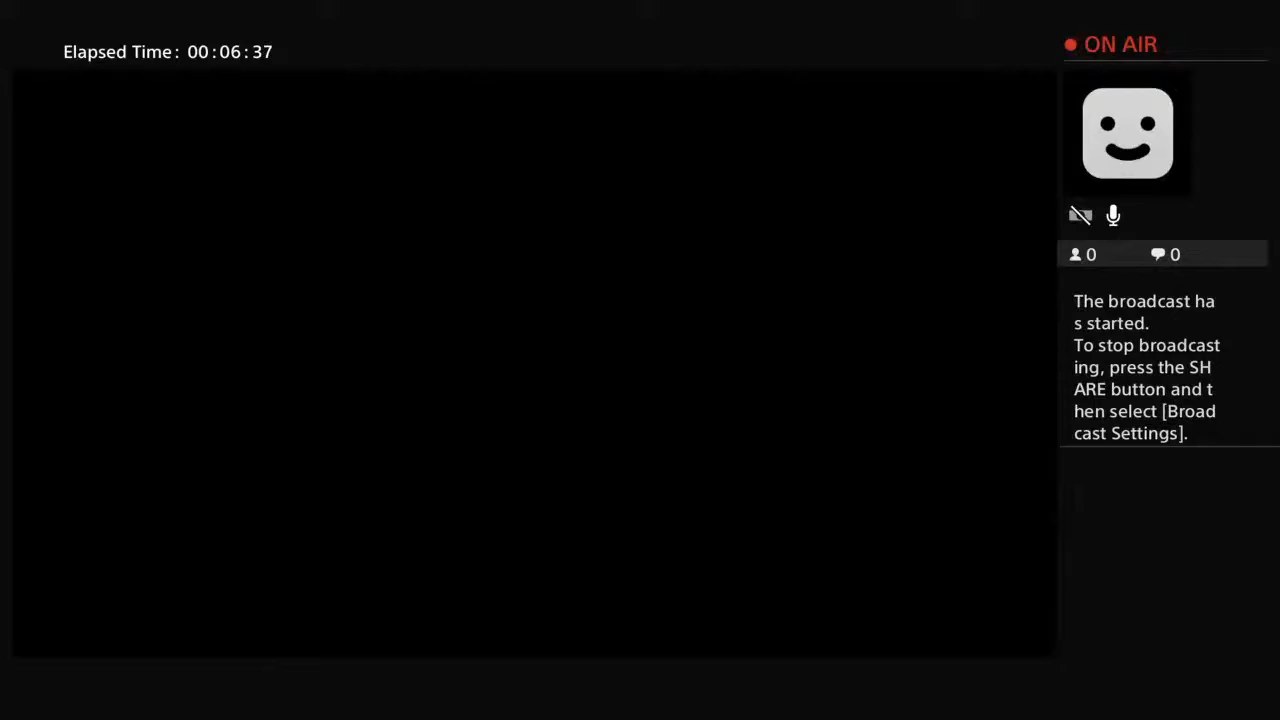 Elapsed Time: 00:06:37
ON AIR
0 0
The broadcast ha
s started.
To stop broadcast
ing, press the SH
ARE button and t
hen select [Broad
cast Settings].